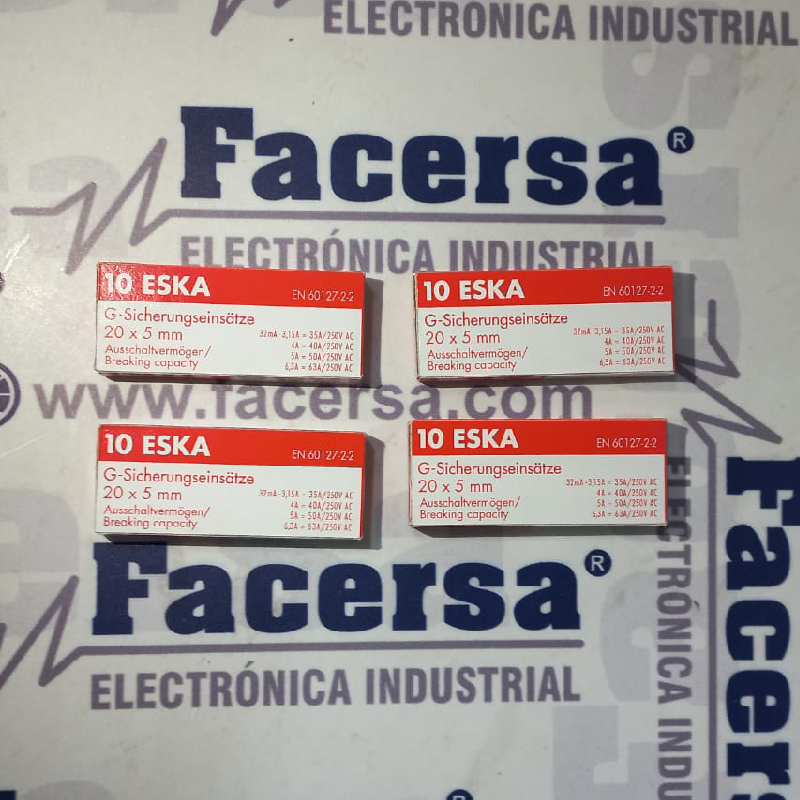 ELECTRÓNICA INDUSTRIAL
Facersa®
ELECTRÓNICA INDUSTRIAL
10 ESKA
EN 60127-2-2
G-Sicherungseinsätze
20 x 5 mm
32mA-3,15A = 35A/250V AC
4A = 40A/250V AC
5A = 50A/250V AC
6,3A = 63A/250V AC
Ausschaltvermögen/
Breaking capacity
10 ESKA
EN 60127-2-2
G-Sicherungseinsätze
20 x 5 mm
32mA-3,15A = 35A/250V AC
4A = 40A/250V AC
5A = 50A/250V AC
6,3A = 63A/250V AC
Ausschaltvermögen/
Breaking capacity
www.facersa.com
10 ESKA
EN 60127-2-2
G-Sicherungseinsätze
20 x 5 mm
32mA-3,15A = 35A/250V AC
4A = 40A/250V AC
5A = 50A/250V AC
6,3A = 63A/250V AC
Ausschaltvermögen/
Breaking capacity
10 ESKA
EN 60127-2-2
G-Sicherungseinsätze
20 x 5 mm
32mA-3,15A = 35A/250V AC
4A = 40A/250V AC
5A = 50A/250V AC
6,3A = 63A/250V AC
Ausschaltvermögen/
Breaking capacity
Facersa®
ELECTRÓNICA INDUSTRIAL
Facers
ELECTRÓNICA INDU